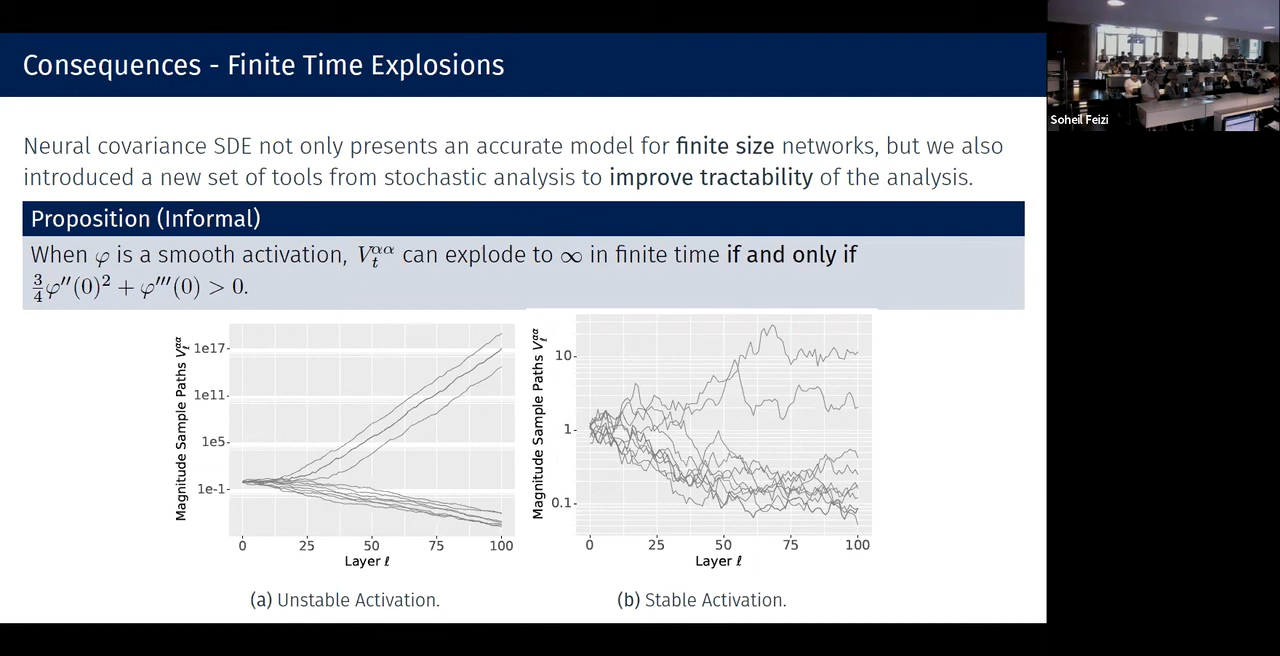 Consequences - Finite Time Explosions
Soheil Feizi
Neural covariance SDE not only presents an accurate model for finite size networks, but we also
introduced a new set of tools from stochastic analysis to improve tractability of the analysis.
Proposition (Informal)
When φ is a smooth activation, V_t^{αα} can explode to ∞ in finite time if and only if
¾φ''(0)² + φ'''(0) > 0.
Magnitude Sample Paths V_ℓ^{αα}
1e17
1e11
1e5
1e-1
0 25 50 75 100
Layer ℓ
(a) Unstable Activation.
Magnitude Sample Paths V_ℓ^{αα}
10
1
0.1
0 25 50 75 100
Layer ℓ
(b) Stable Activation.